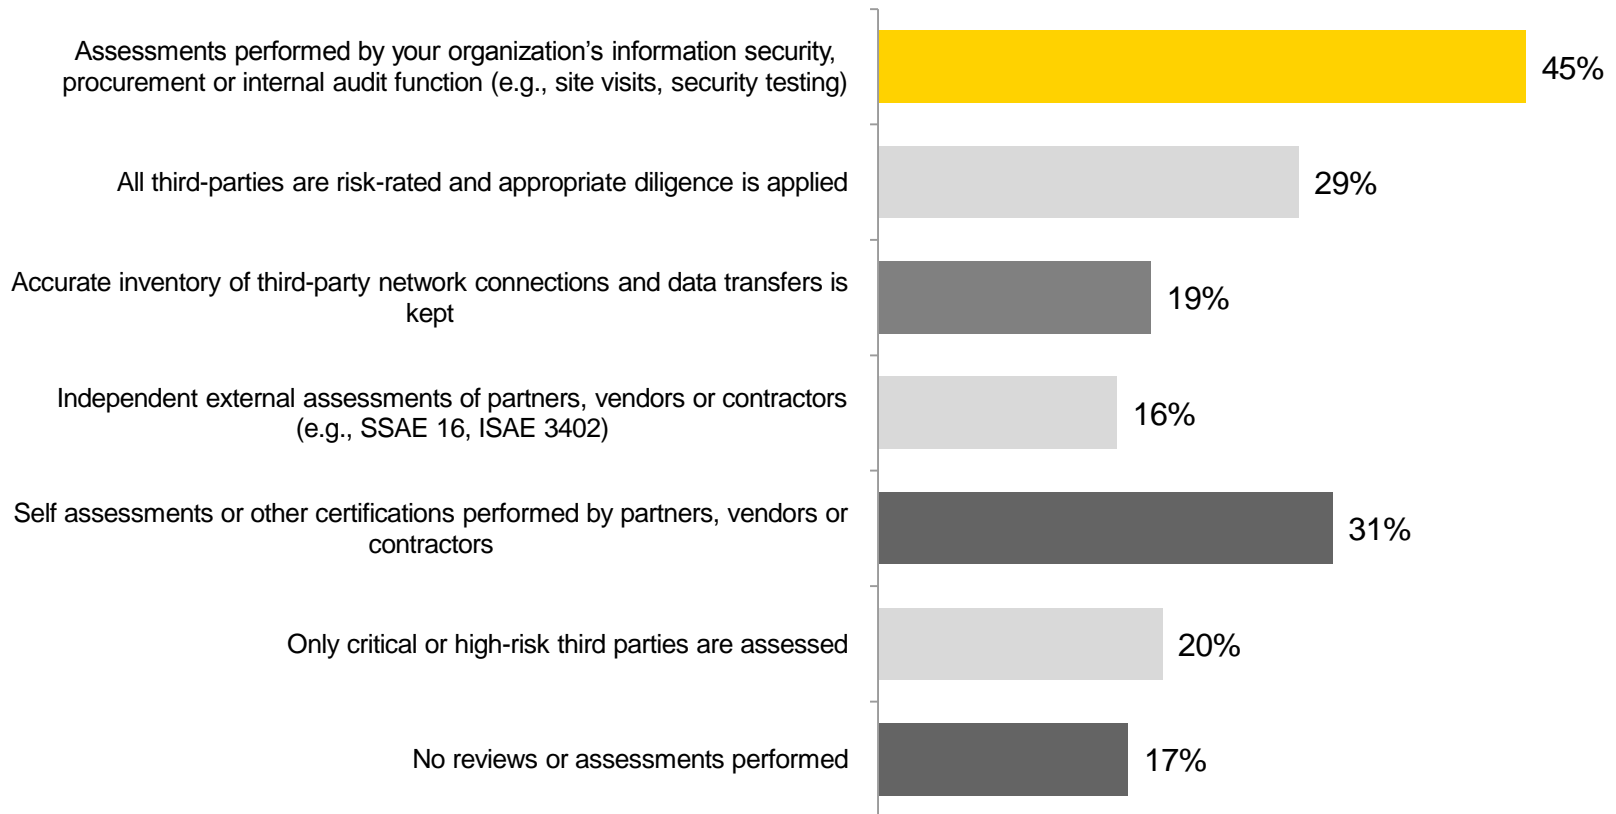 Assessments performed by your organization’s information security,
procurement or internal audit function (e.g., site visits, security testing)
45%
All third-parties are risk-rated and appropriate diligence is applied
29%
Accurate inventory of third-party network connections and data transfers is
kept
19%
Independent external assessments of partners, vendors or contractors
(e.g., SSAE 16, ISAE 3402)
16%
Self assessments or other certifications performed by partners, vendors or
contractors
31%
Only critical or high-risk third parties are assessed
20%
No reviews or assessments performed
17%